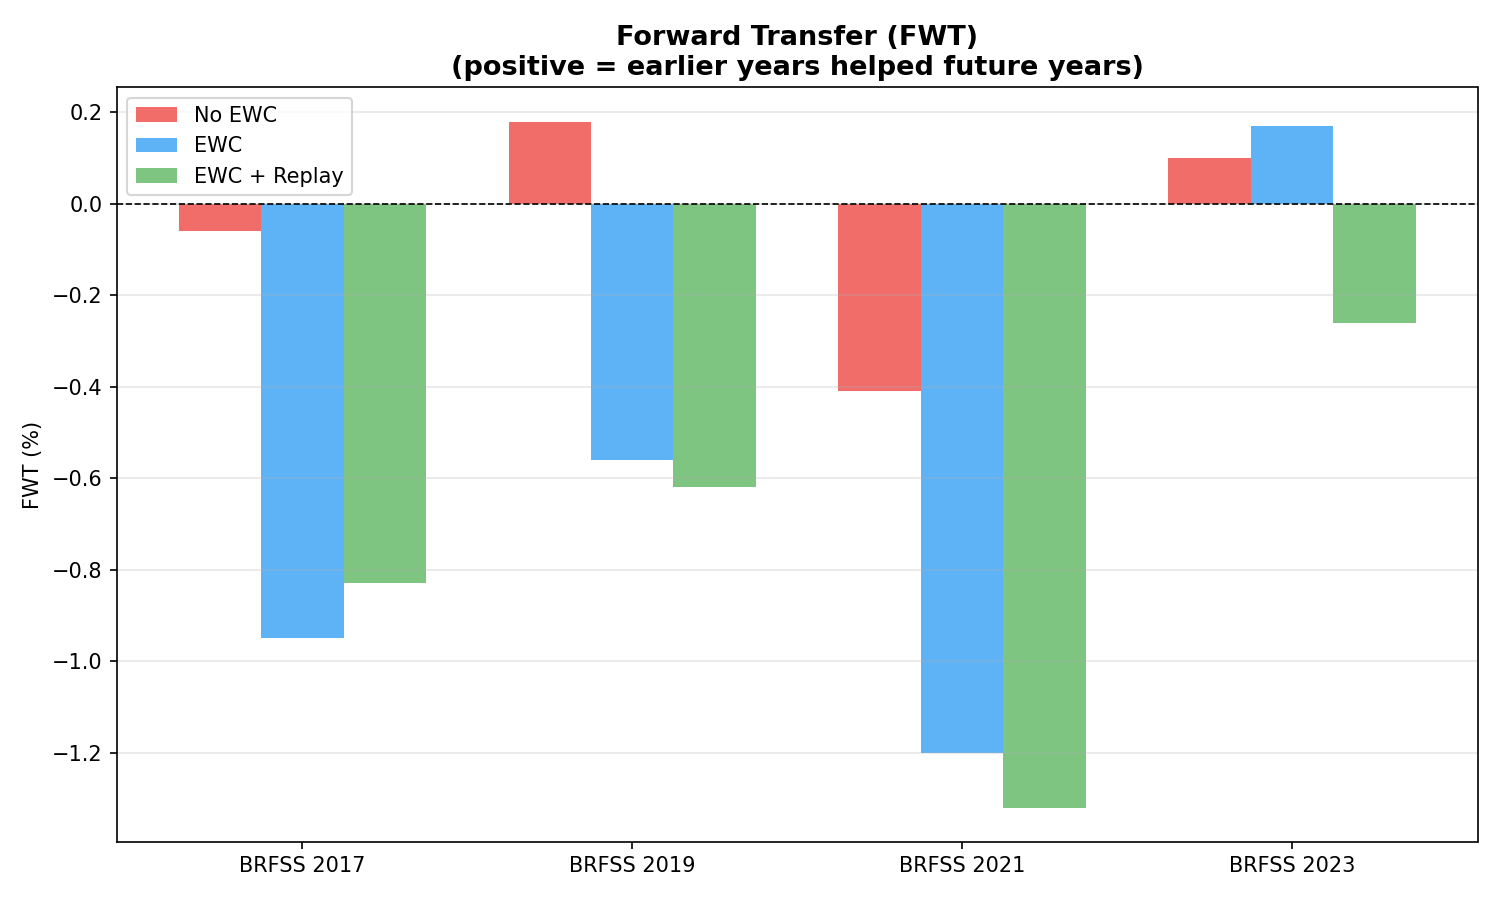 Forward Transfer (FWT)
(positive = earlier years helped future years)
No EWC
EWC
EWC + Replay
FWT (%)
0.2
0.0
−0.2
−0.4
−0.6
−0.8
−1.0
−1.2
BRFSS 2017
BRFSS 2019
BRFSS 2021
BRFSS 2023